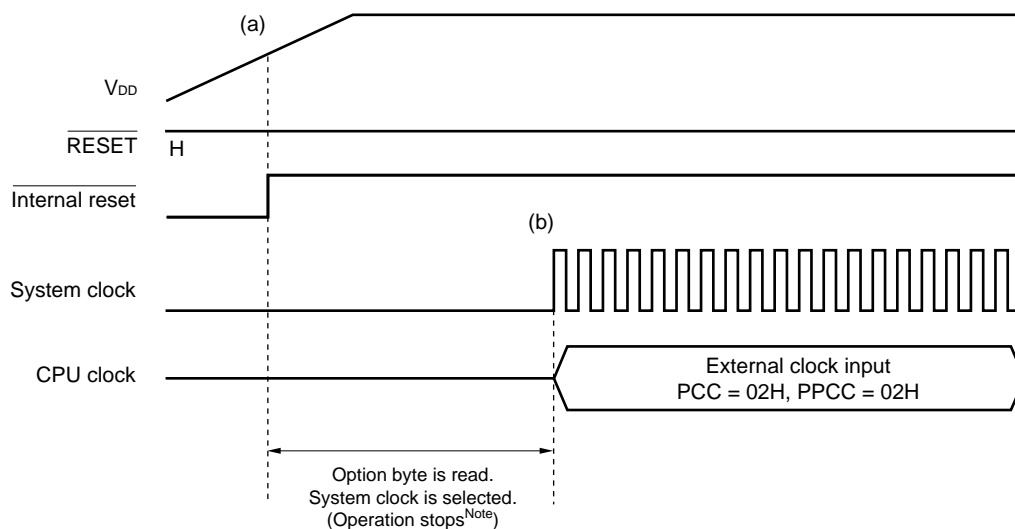 (a)
VDD
RESET
H
Internal reset
(b)
System clock
CPU clock
External clock input
PCC = 02H, PPCC = 02H
Option byte is read.
System clock is selected.
(Operation stopsNote)